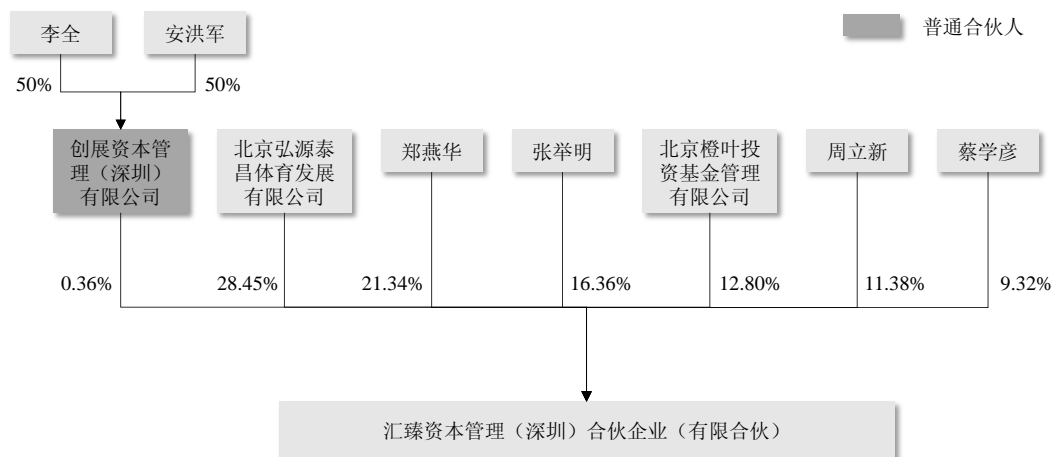 李全
安洪军
普通合伙人
50%
50%
创展资本管
理（深圳）
有限公司
北京弘源泰
昌体育发展
有限公司
郑燕华
张举明
北京橙叶投
资基金管理
有限公司
周立新
蔡学彦
0.36%
28.45%
21.34%
16.36%
12.80%
11.38%
9.32%
汇臻资本管理（深圳）合伙企业（有限合伙）